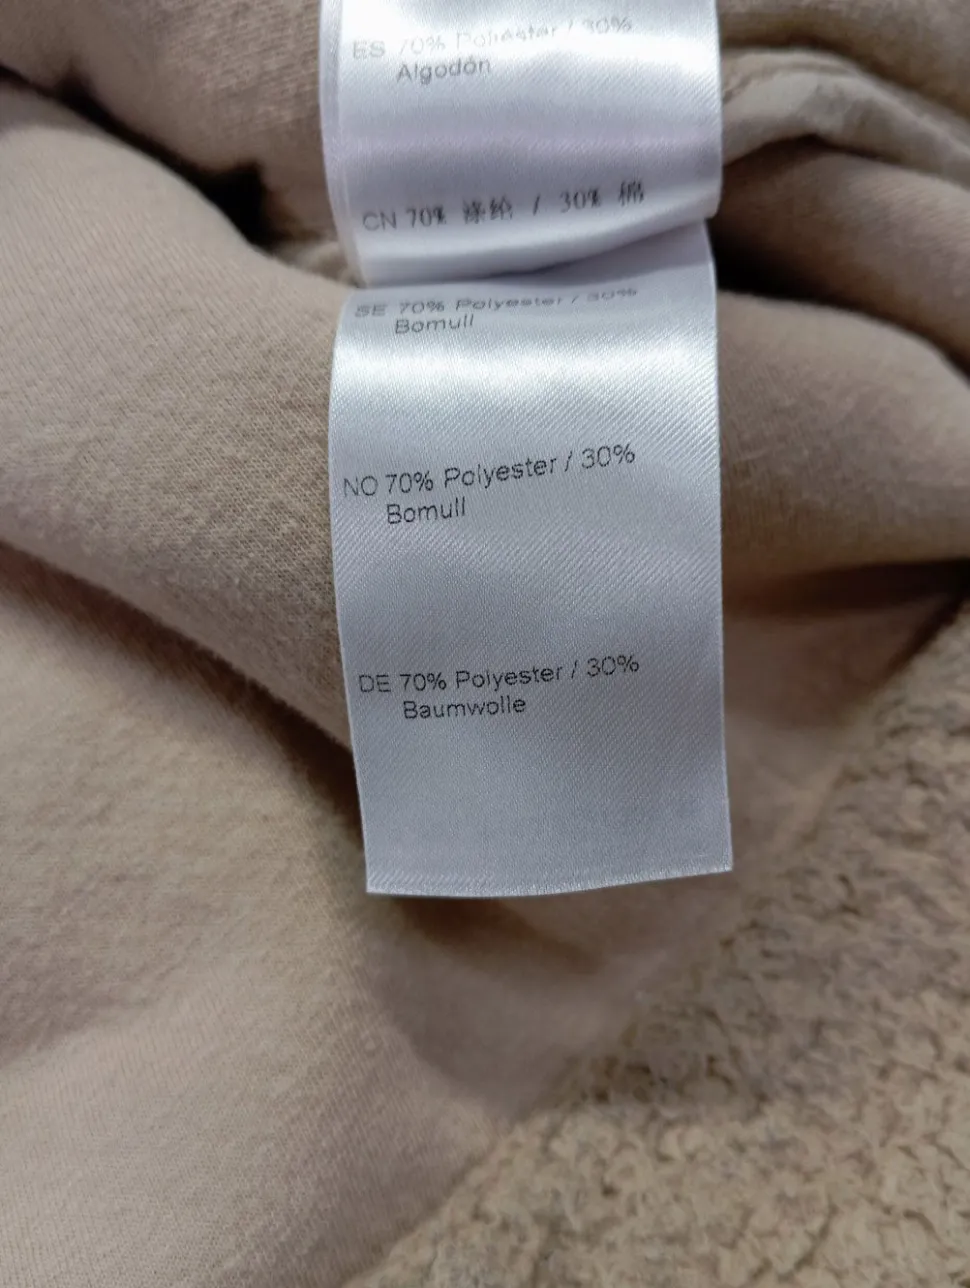 ES 70% Poliéster / 30%
Algodón
CN 70% 涤纶 / 30% 棉
SE 70% Polyester / 30%
Bomull
NO 70% Polyester / 30%
Bomull
DE 70% Polyester / 30%
Baumwolle